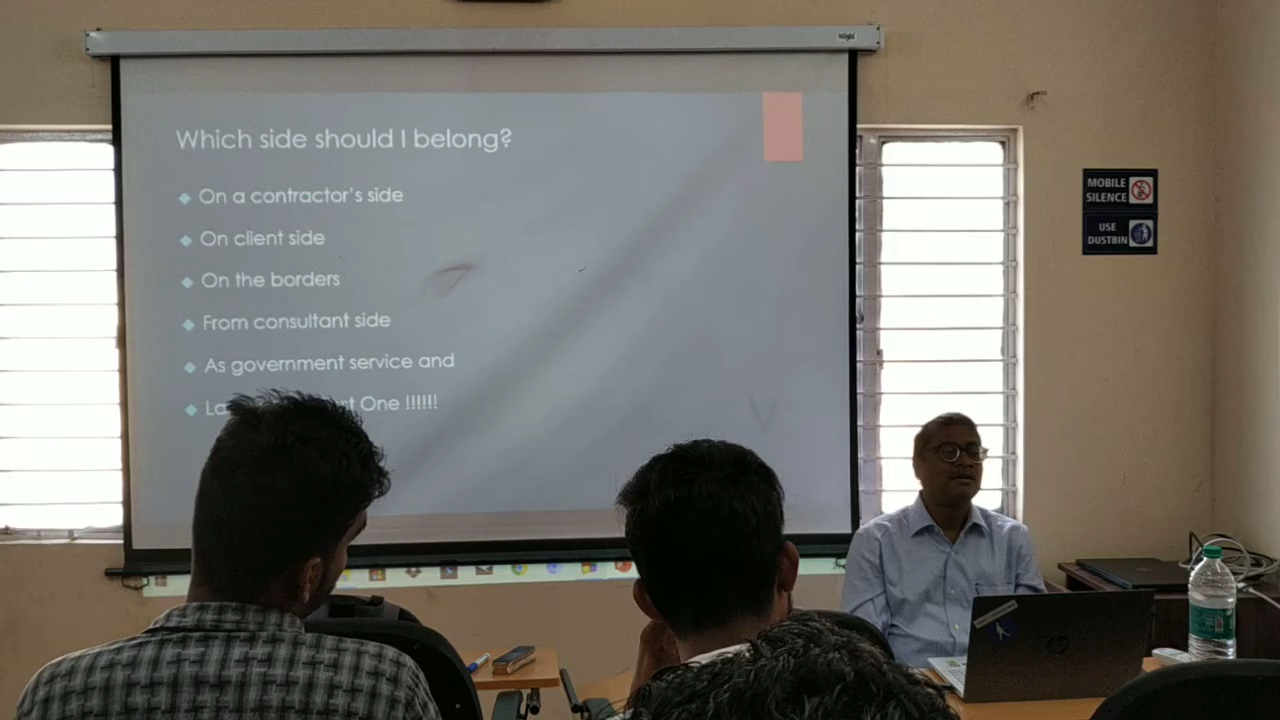 Which side should I belong?
On a contractor's side
On client side
On the borders
From consultant side
As government service and
One !!!!!!
MOBILE
SILENCE
USE
DUSTBIN
hp